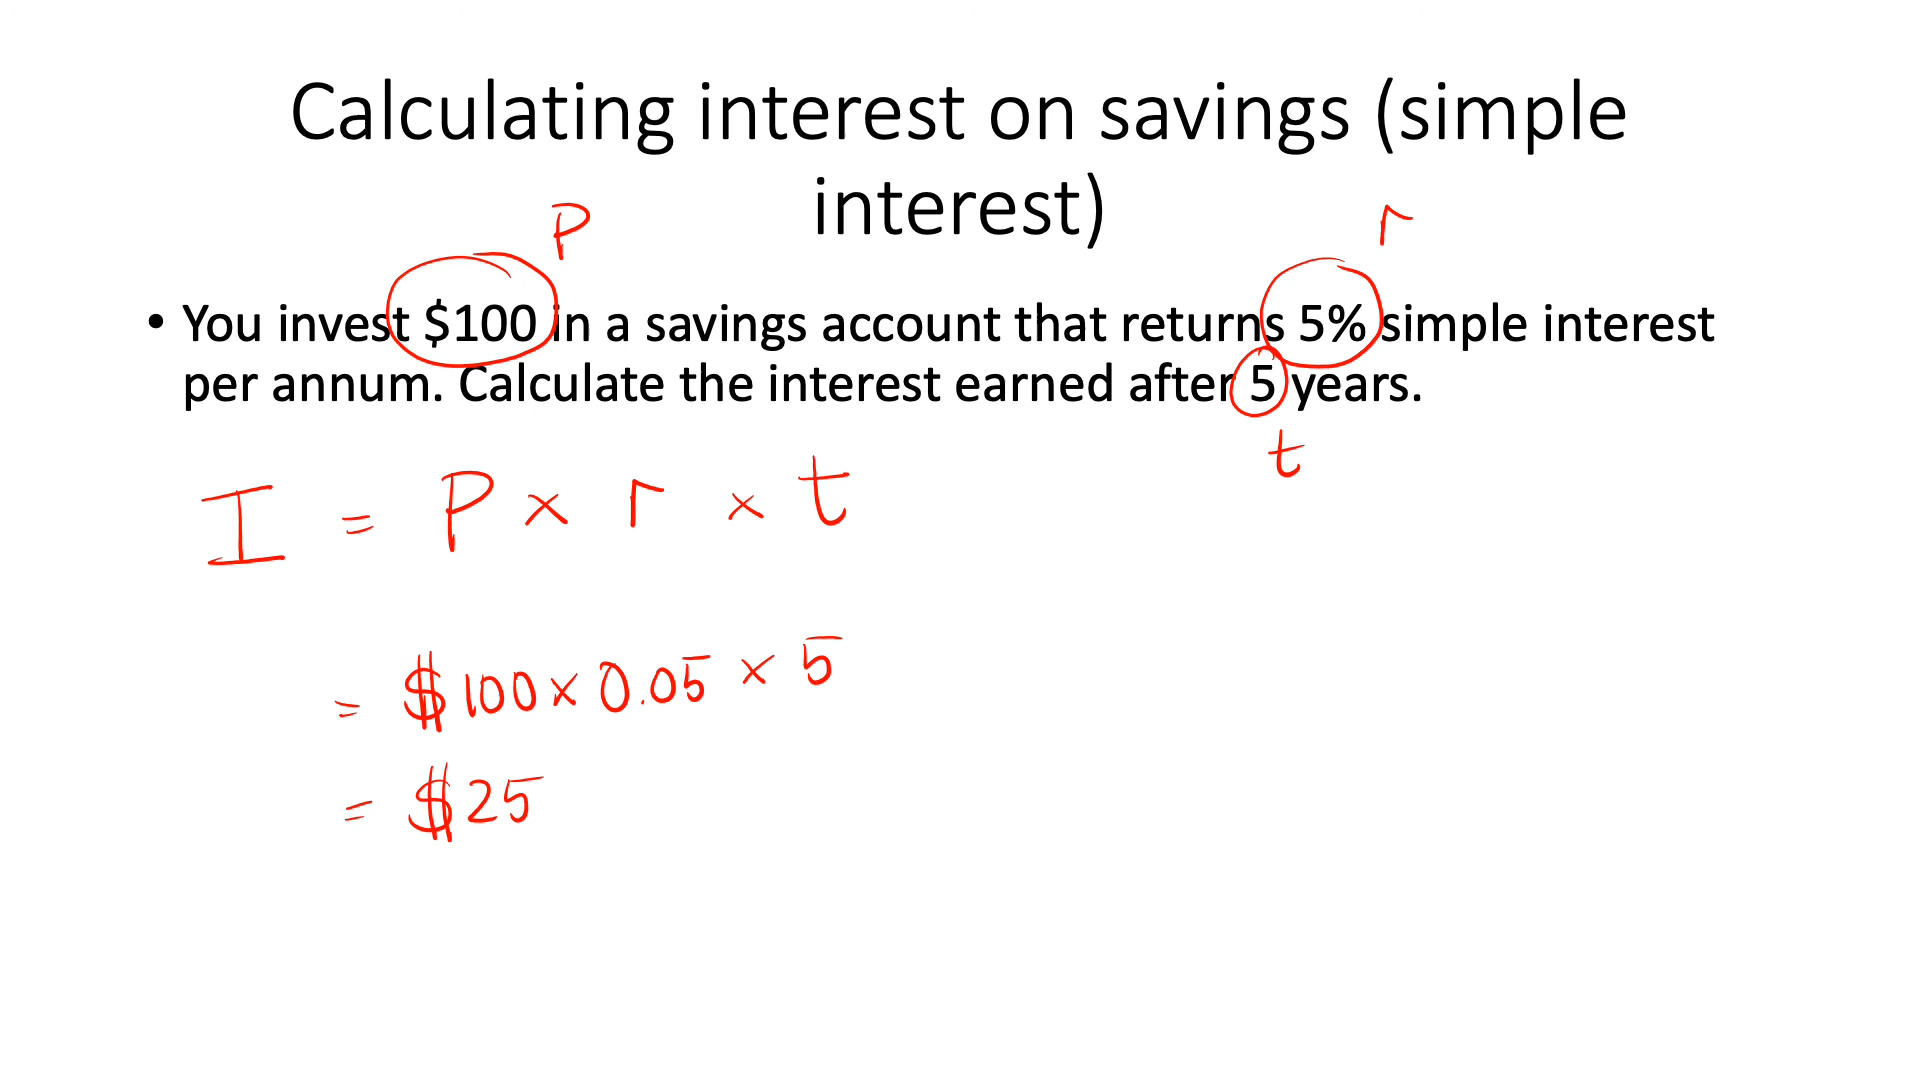 Calculating interest on savings (simple
interest)
P
r
• You invest $100 in a savings account that returns 5% simple interest
per annum. Calculate the interest earned after 5 years.
t
I = P × r × t
= $100 × 0.05 × 5
= $25